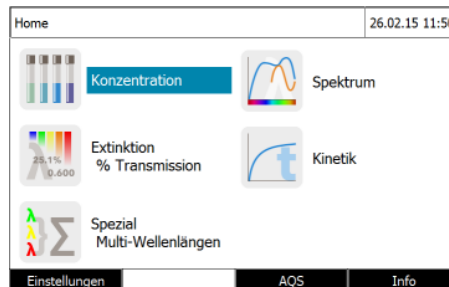 Home 26.02.15 11:50
Konzentration
Spektrum
25.1%
0.600
Extinktion
% Transmission
t
Kinetik
λ
λ
λ
Σ
Spezial
Multi-Wellenlängen
Einstellungen AQS Info